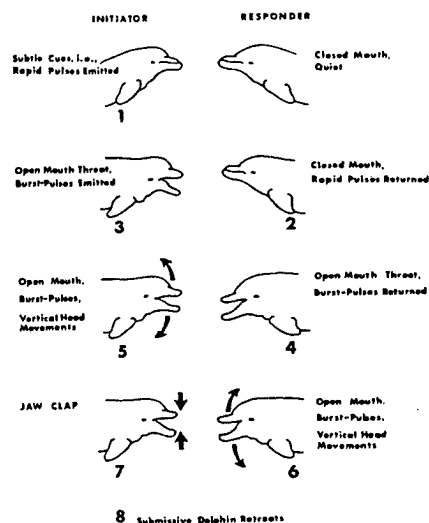 INITIATOR
RESPONDER
Subtle Cues, i.e.,
Rapid Pulses Emitted
1
Closed Mouth,
Quiet
Open Mouth Threat,
Burst-Pulses Emitted
3
Closed Mouth,
Rapid Pulses Returned
2
Open Mouth,
Burst-Pulses,
Vertical Head
Movements
5
Open Mouth Threat,
Burst-Pulses Returned
4
JAW CLAP
7
Open Mouth,
Burst-Pulses,
Vertical Head
Movements
6
8 Submissive Dolphin Retreats